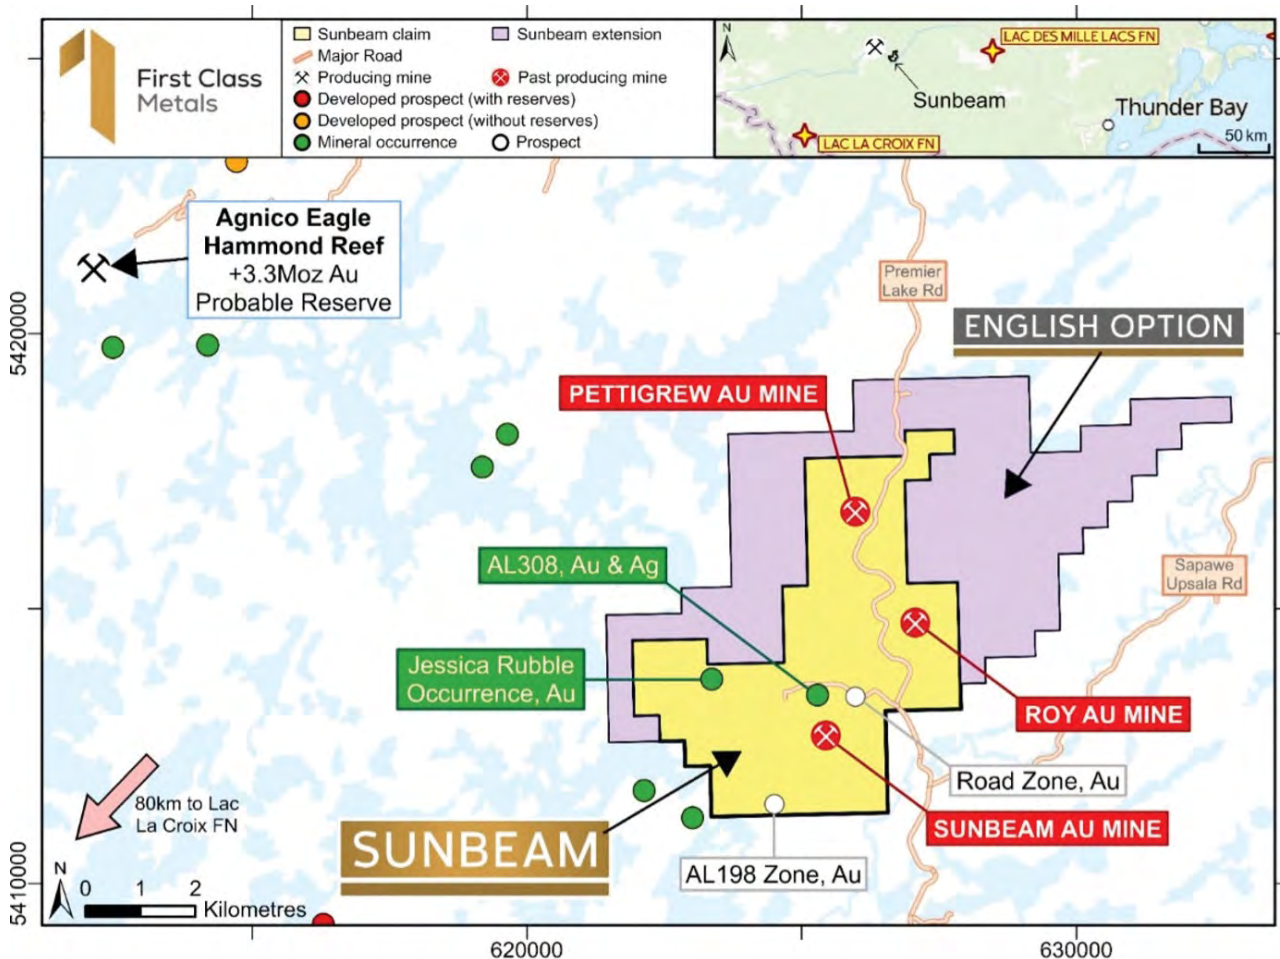 First Class
Metals
Sunbeam claim
Sunbeam extension
Major Road
Producing mine
Past producing mine
Developed prospect (with reserves)
Developed prospect (without reserves)
Mineral occurrence
Prospect
N
LAC DES MILLE LACS FN
Sunbeam
Thunder Bay
LAC LA CROIX FN
50 km
Agnico Eagle
Hammond Reef
+3.3Moz Au
Probable Reserve
Premier
Lake Rd
ENGLISH OPTION
PETTIGREW AU MINE
AL308, Au & Ag
Sapawe
Upsala Rd
Jessica Rubble
Occurrence, Au
ROY AU MINE
Road Zone, Au
80km to Lac
La Croix FN
SUNBEAM
SUNBEAM AU MINE
AL198 Zone, Au
N
0 1 2
Kilometres
5420000
5410000
620000
630000